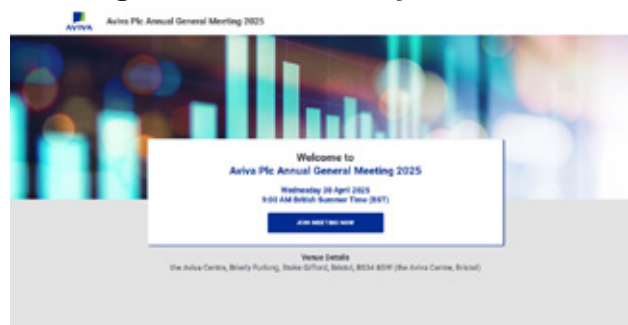 AVIVA
Aviva Plc Annual General Meeting 2025
Welcome to
Aviva Plc Annual General Meeting 2025
Wednesday 30 April 2025
9:00 AM British Summer Time (BST)
JOIN MEETING NOW
Venue Details
the Aviva Centre, Brierly Furlong, Stoke Gifford, Bristol, BS34 8SW (the Aviva Centre, Bristol)